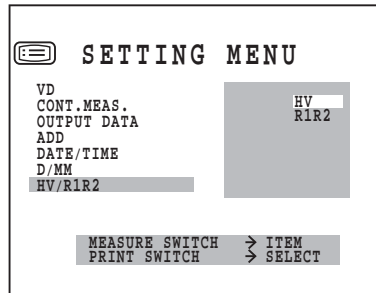 SETTING MENU
VD
CONT.MEAS.
OUTPUT DATA
ADD
DATE/TIME
D/MM
HV/R1R2
HV
R1R2
MEASURE SWITCH → ITEM
PRINT SWITCH → SELECT